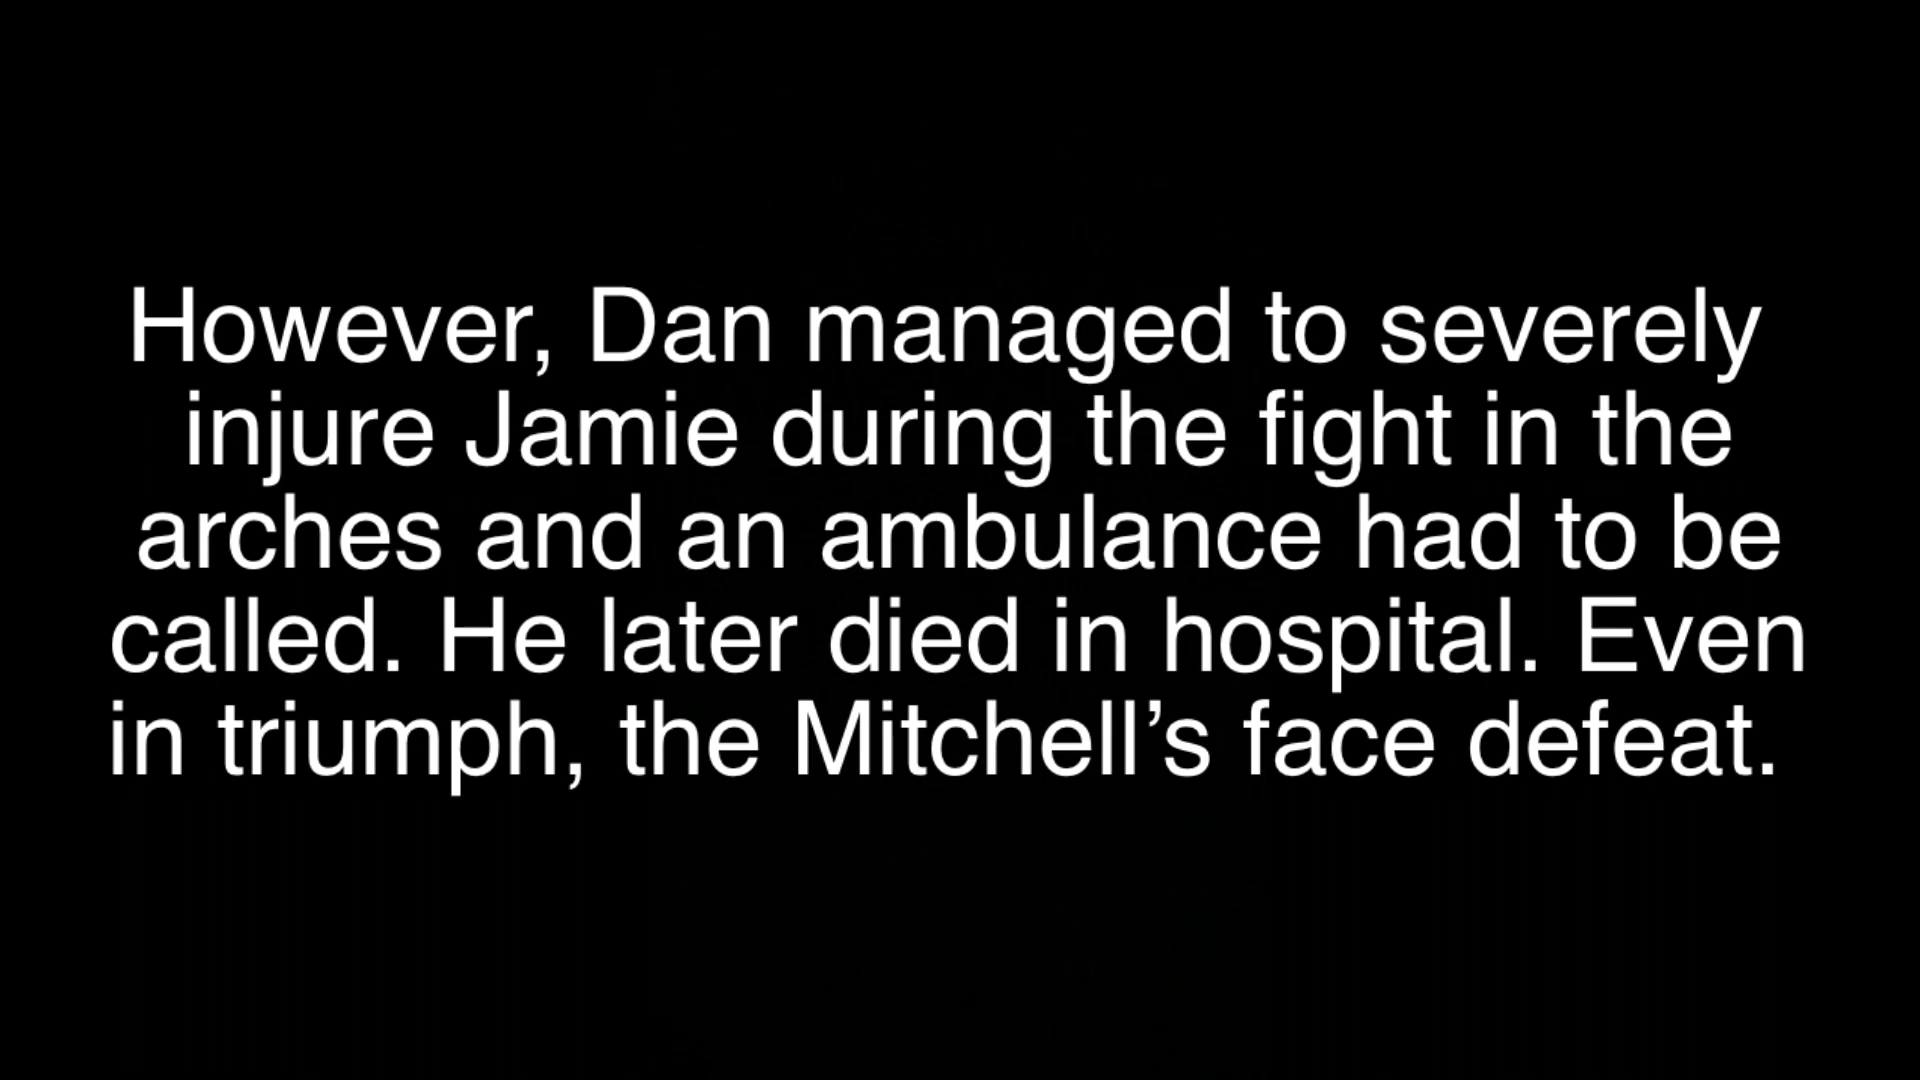 However, Dan managed to severely
injure Jamie during the fight in the
arches and an ambulance had to be
called. He later died in hospital. Even
in triumph, the Mitchell’s face defeat.